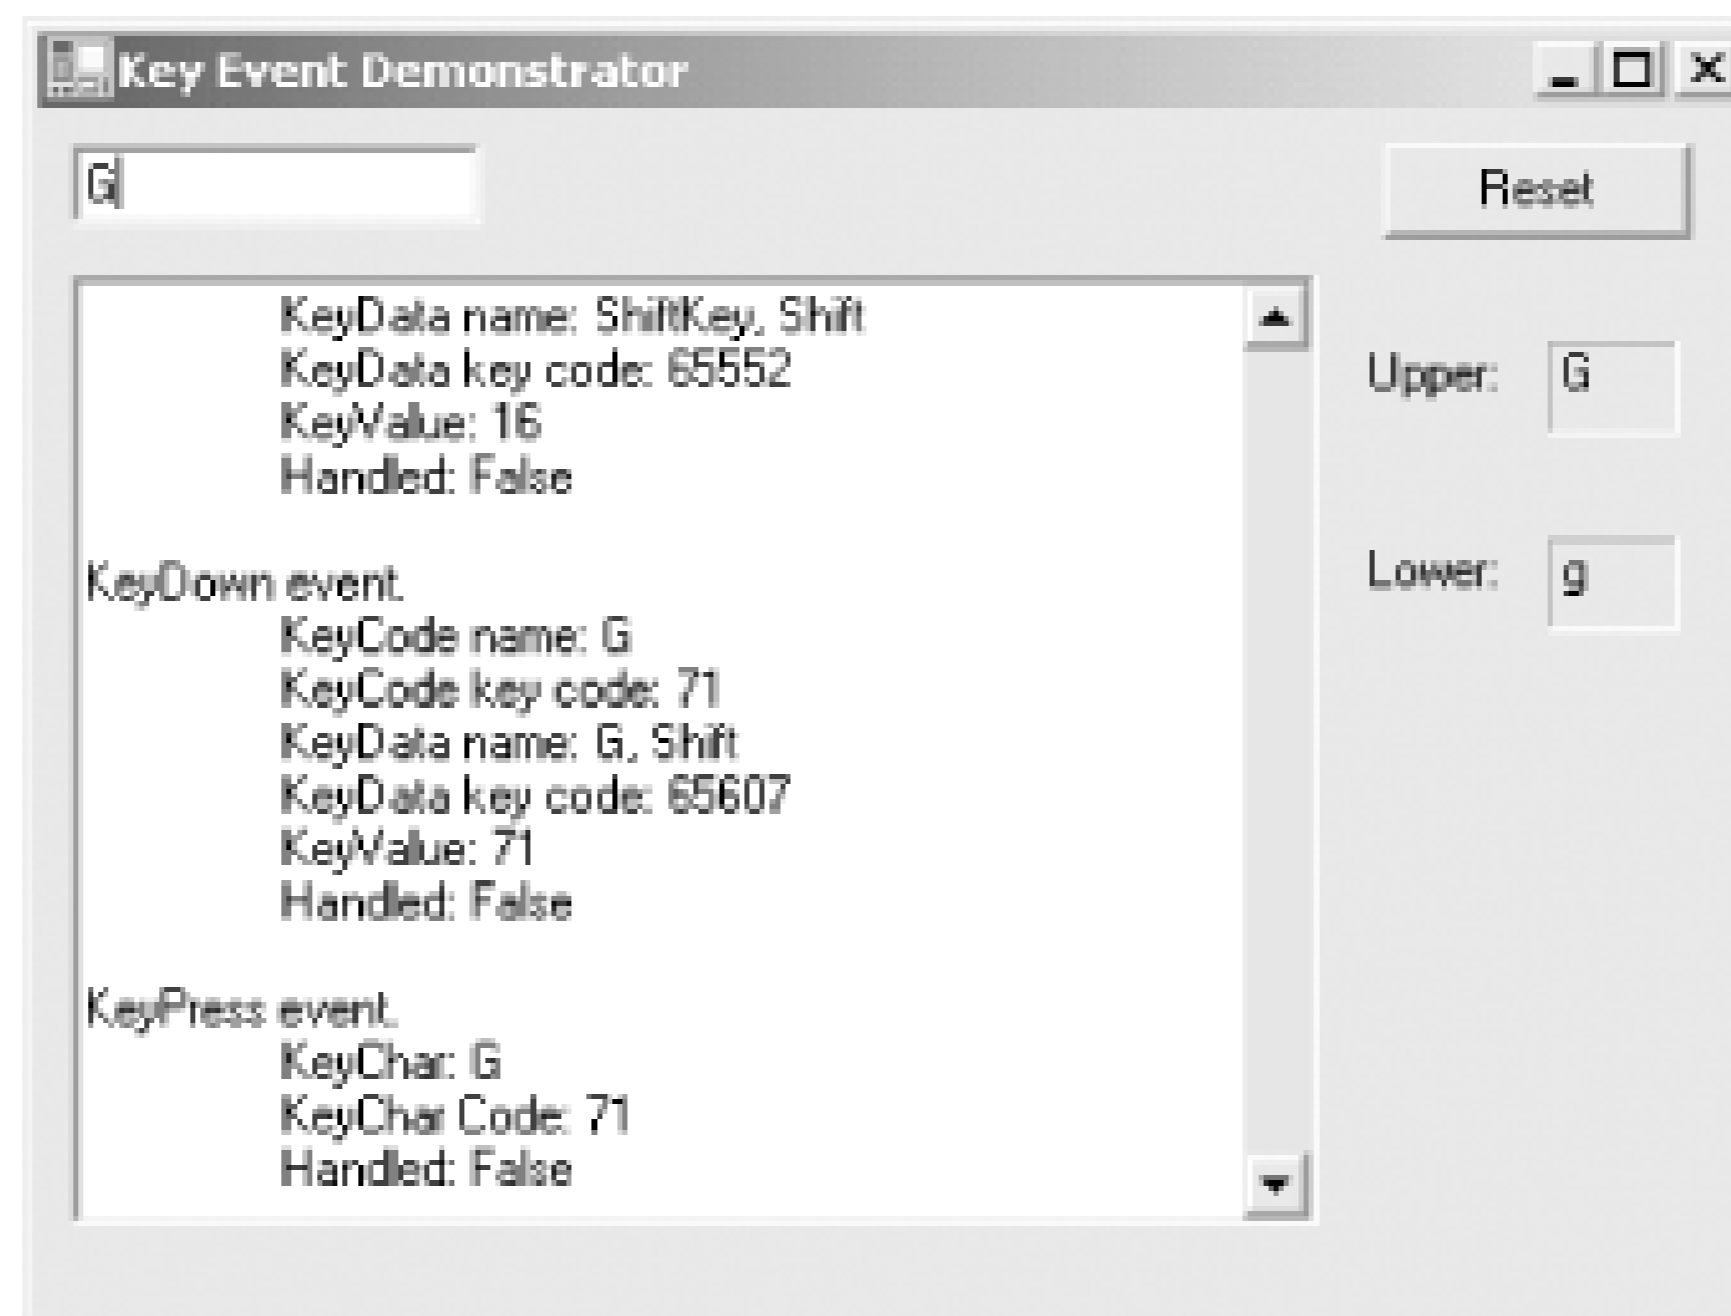 Key Event Demonstrator
G
Reset
KeyData name: ShiftKey, Shift
KeyData key code: 65552
KeyValue: 16
Handled: False
KeyDown event.
KeyCode name: G
KeyCode key code: 71
KeyData name: G, Shift
KeyData key code: 65607
KeyValue: 71
Handled: False
KeyPress event.
KeyChar: G
KeyChar Code: 71
Handled: False
Upper: G
Lower: g